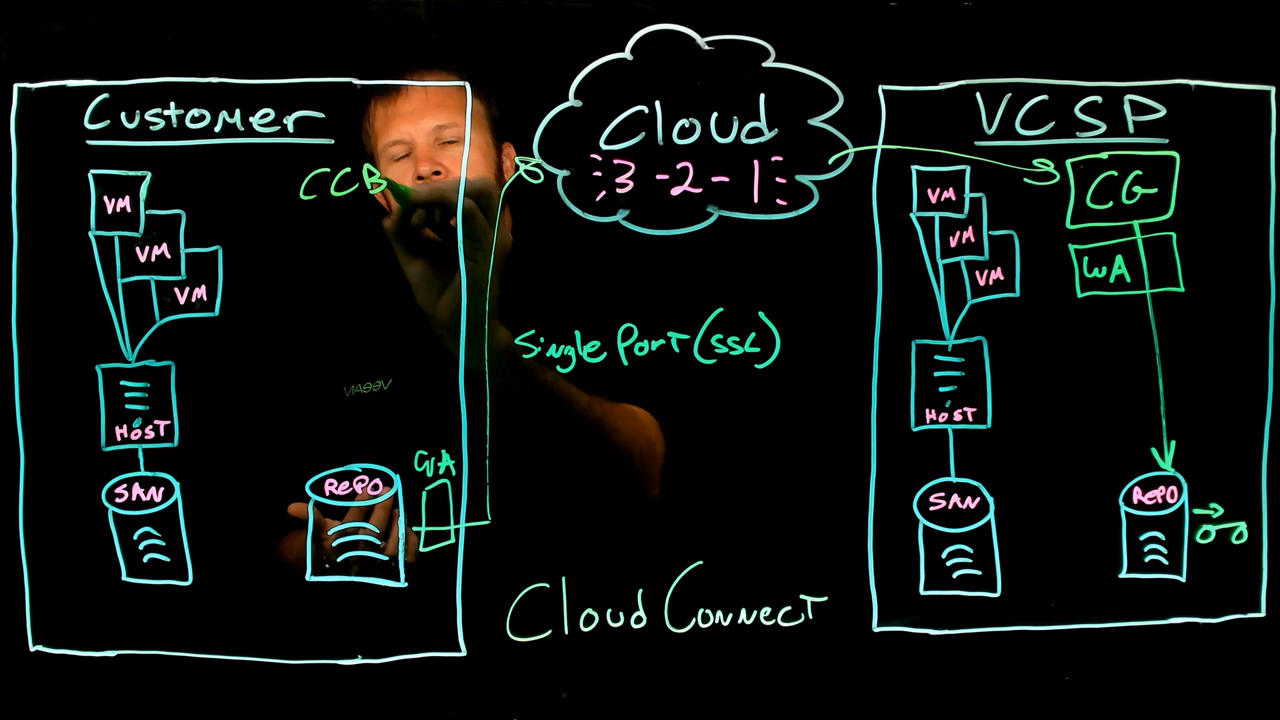 Customer
CCB
VM
VM
VM
HOST
SAN
REPO
WA
Cloud
3-2-1
Single Port (SSL)
Cloud Connect
VCSP
VM
VM
VM
HOST
SAN
CG
WA
REPO